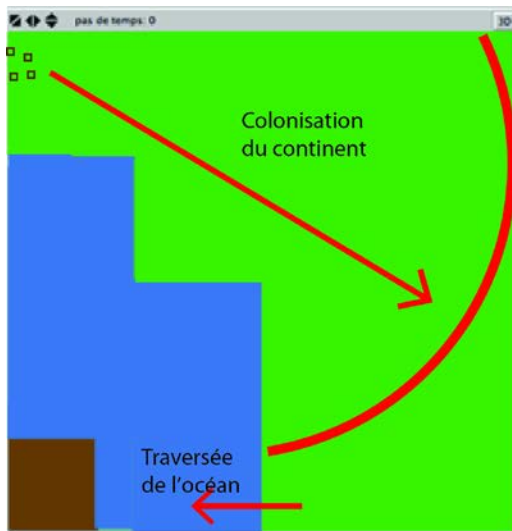 pas de temps: 0
3D
Colonisation
du continent
Traversée
de l'océan